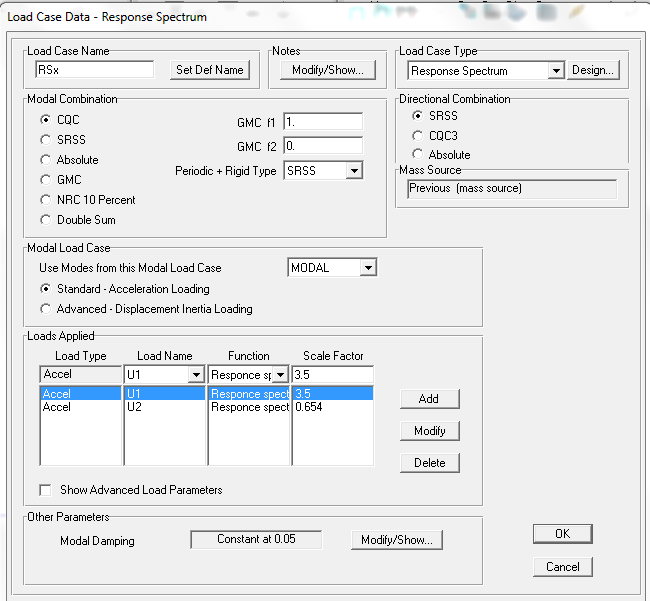 Load Case Data - Response Spectrum
Load Case Name
RSx
Set Def Name
Notes
Modify/Show...
Load Case Type
Response Spectrum
Design...
Modal Combination
CQC
SRSS
Absolute
GMC
NRC 10 Percent
Double Sum
GMC f1
1.
GMC f2
0.
Periodic + Rigid Type
SRSS
Directional Combination
SRSS
CQC3
Absolute
Mass Source
Previous (mass source)
Modal Load Case
Use Modes from this Modal Load Case
MODAL
Standard - Acceleration Loading
Advanced - Displacement Inertia Loading
Loads Applied
Load Type Load Name Function Scale Factor
Accel U1 Responce sp 3.5
Accel U1 Responce spect 3.5
Accel U2 Responce spect 0.654
Add
Modify
Delete
Show Advanced Load Parameters
Other Parameters
Modal Damping
Constant at 0.05
Modify/Show...
OK
Cancel